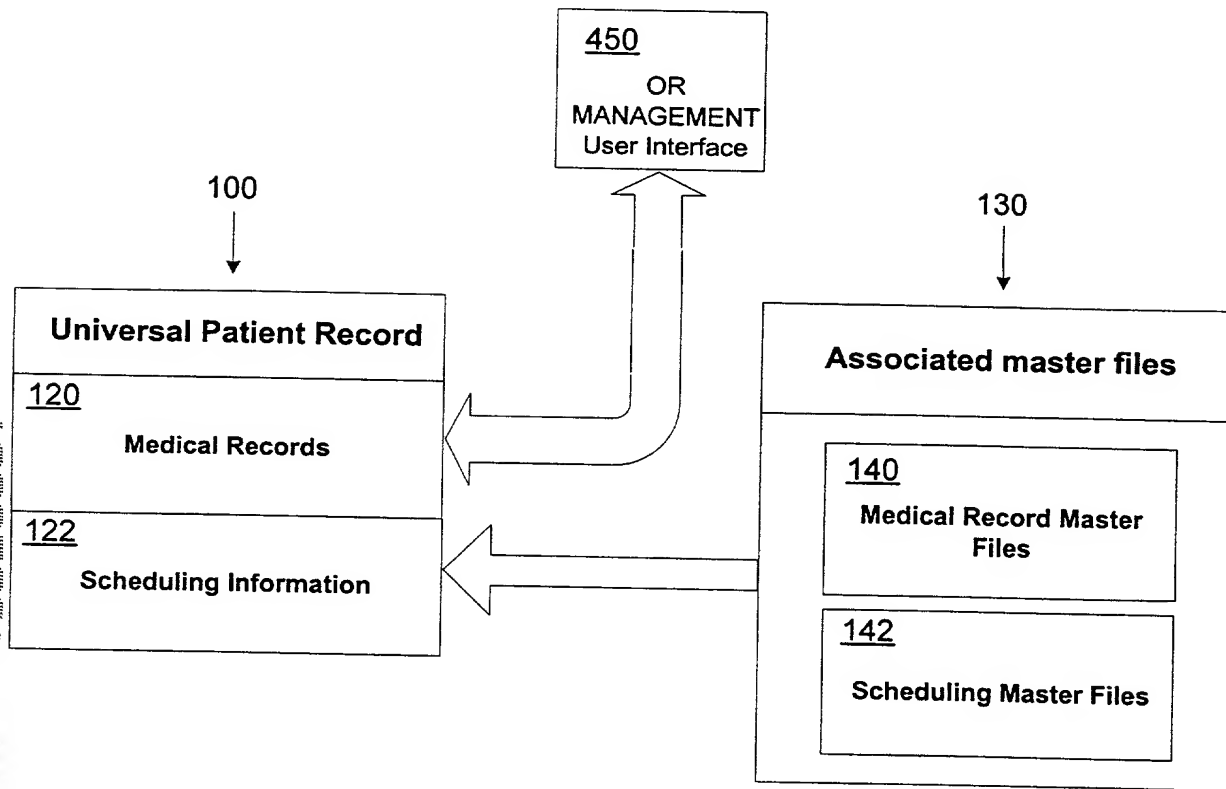 450
OR
MANAGEMENT
User Interface
100
130
Universal Patient Record
120
Medical Records
122
Scheduling Information
Associated master files
140
Medical Record Master
Files
142
Scheduling Master Files